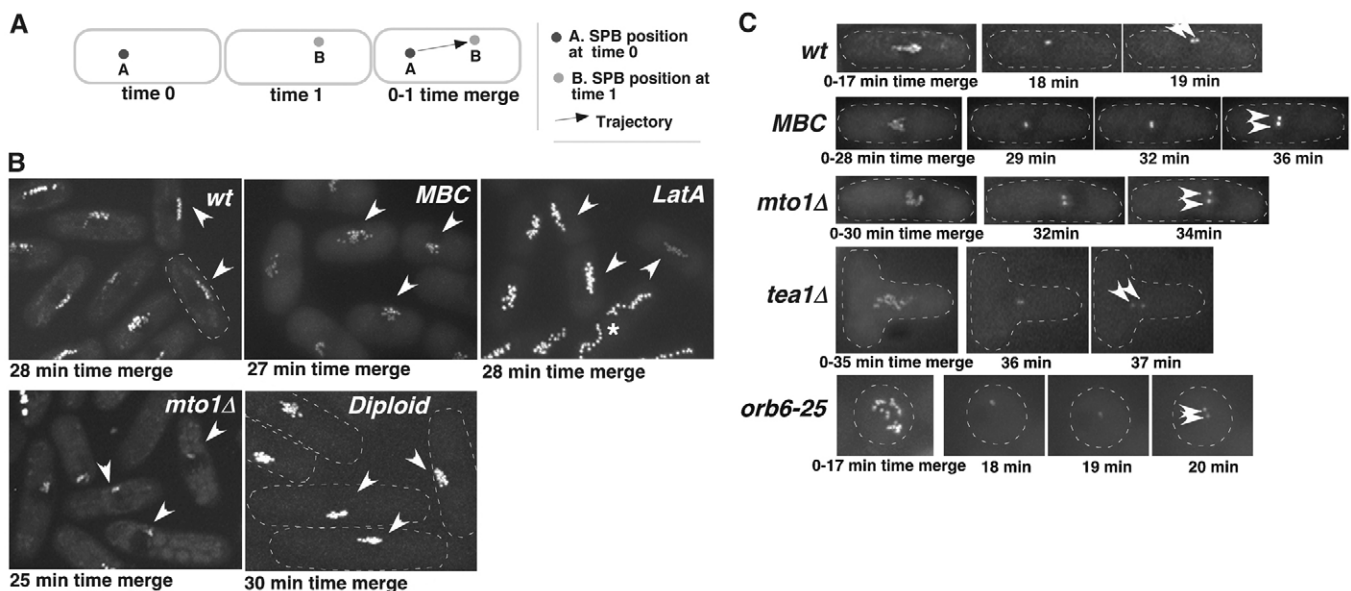 A
A
B
A
B
time 0
time 1
0-1 time merge
A. SPB position
at time 0
B. SPB position at
time 1
Trajectory
B
wt
MBC
LatA
*
28 min time merge
27 min time merge
28 min time merge
mto1Δ
Diploid
25 min time merge
30 min time merge
C
wt
0-17 min time merge
18 min
19 min
MBC
0-28 min time merge
29 min
32 min
36 min
mto1Δ
0-30 min time merge
32min
34min
tea1Δ
0-35 min time merge
36 min
37 min
orb6-25
0-17 min time merge
18 min
19 min
20 min